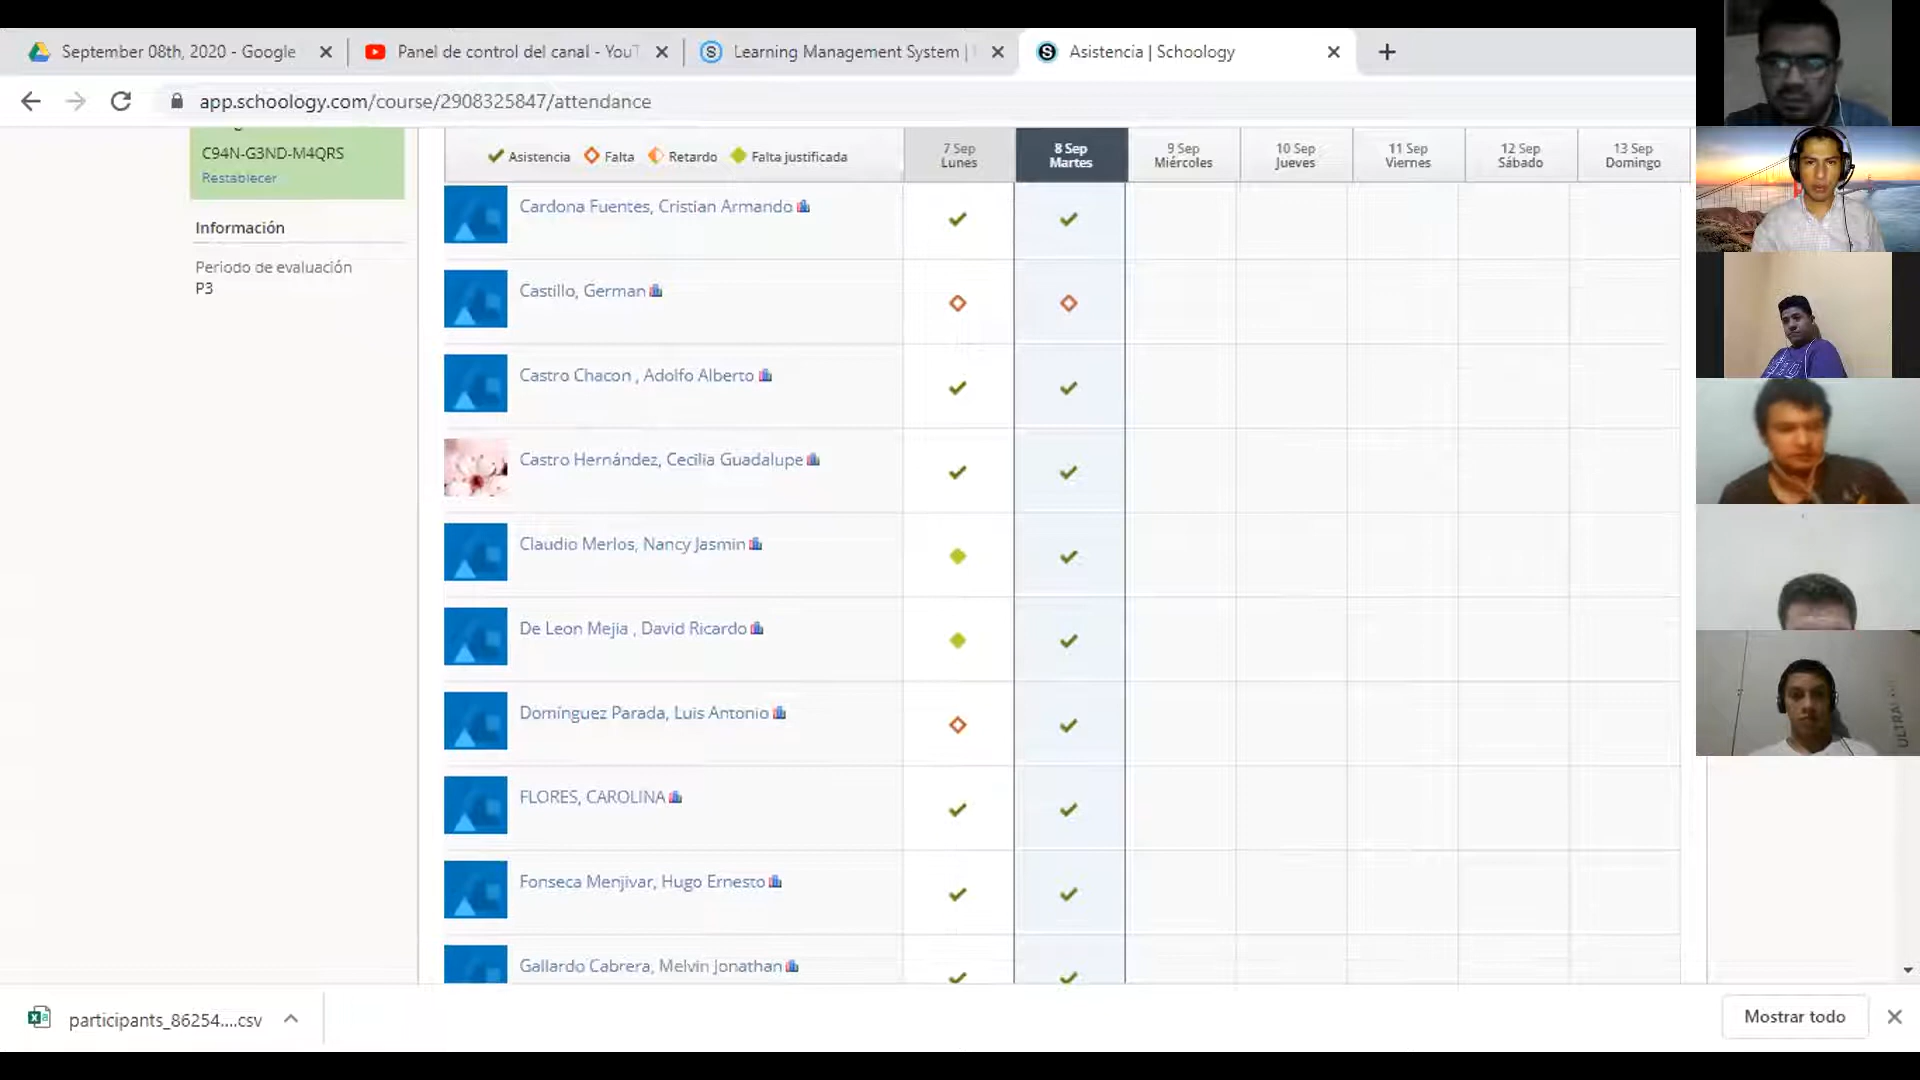 September 08th, 2020 - Google
Panel de control del canal - YouT
Learning Management System |
Asistencia | Schoology
app.schoology.com/course/2908325847/attendance
C94N-G3ND-M4QRS
Restablecer
Información
Periodo de evaluación
P3
Asistencia Falta Retardo Falta justificada
7 Sep
Lunes
8 Sep
Martes
9 Sep
Miércoles
10 Sep
Jueves
11 Sep
Viernes
12 Sep
Sábado
13 Sep
Domingo
Cardona Fuentes, Cristian Armando
Castillo, German
Castro Chacon , Adolfo Alberto
Castro Hernández, Cecilia Guadalupe
Claudio Merlos, Nancy Jasmin
De Leon Mejia , David Ricardo
Domínguez Parada, Luis Antonio
FLORES, CAROLINA
Fonseca Menjivar, Hugo Ernesto
Gallardo Cabrera, Melvin Jonathan
participants_86254....csv
Mostrar todo